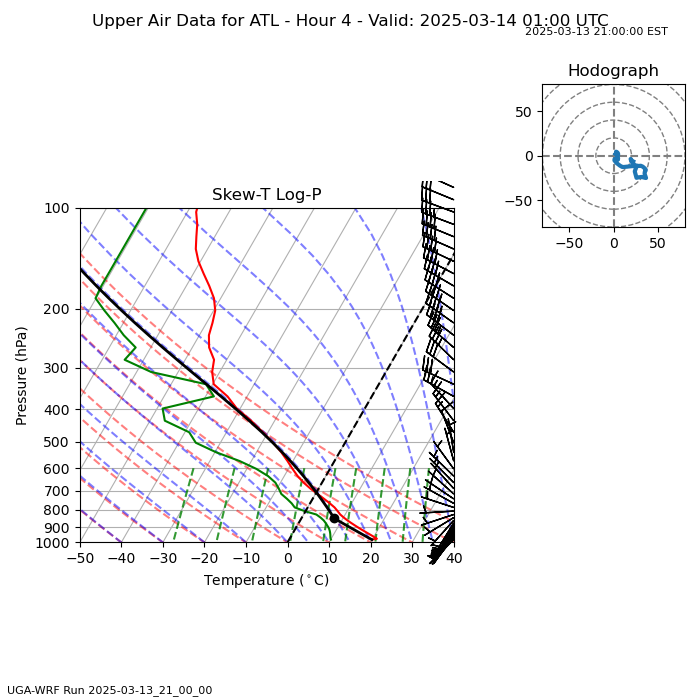 Upper Air Data for ATL - Hour 4 - Valid: 2025-03-14 01:00 UTC
2025-03-13 21:00:00 EST
Hodograph
50
0
−50
−50 0 50
Skew-T Log-P
Pressure (hPa)
100
200
300
400
500
600
700
800
900
1000
−50 −40 −30 −20 −10 0 10 20 30 40
Temperature (°C)
UGA-WRF Run 2025-03-13_21_00_00